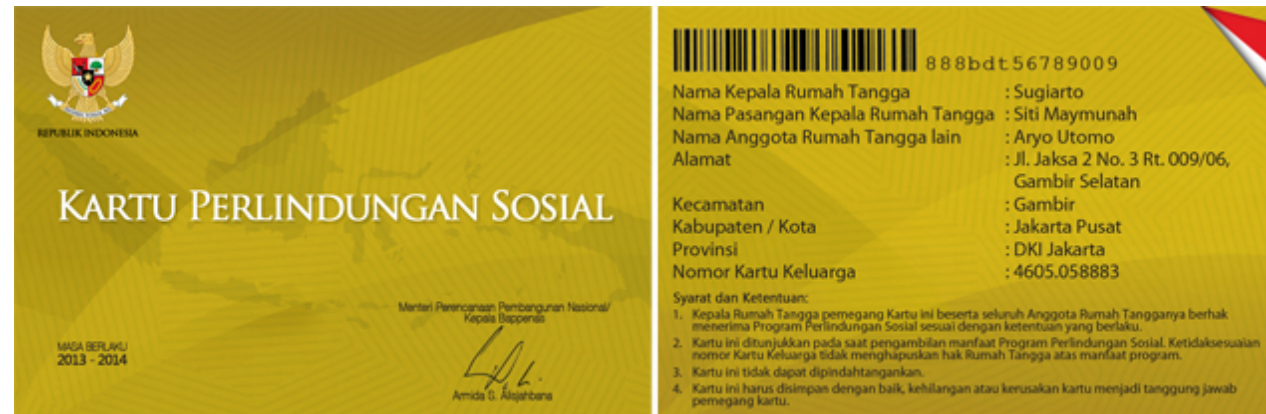 REPUBLIK INDONESIA
KARTU PERLINDUNGAN SOSIAL
Menteri Perencanaan Pembangunan Nasional/
Kepala Bappenas
MASA BERLAKU
2013 - 2014
Armida S. Alisjahbana
888bdt56789009
Nama Kepala Rumah Tangga : Sugiarto
Nama Pasangan Kepala Rumah Tangga : Siti Maymunah
Nama Anggota Rumah Tangga lain : Aryo Utomo
Alamat : Jl. Jaksa 2 No. 3 Rt. 009/06,
Gambir Selatan
Kecamatan : Gambir
Kabupaten / Kota : Jakarta Pusat
Provinsi : DKI Jakarta
Nomor Kartu Keluarga : 4605.058883
Syarat dan Ketentuan:
1. Kepala Rumah Tangga pemegang Kartu ini beserta seluruh Anggota Rumah Tangganya berhak
menerima Program Perlindungan Sosial sesuai dengan ketentuan yang berlaku.
2. Kartu ini ditunjukkan pada saat pengambilan manfaat Program Perlindungan Sosial. Ketidaksesuaian
nomor Kartu Keluarga tidak menghapuskan hak Rumah Tangga atas manfaat program.
3. Kartu ini tidak dapat dipindahtangankan.
4. Kartu ini harus disimpan dengan baik, kehilangan atau kerusakan kartu menjadi tanggung jawab
pemegang kartu.